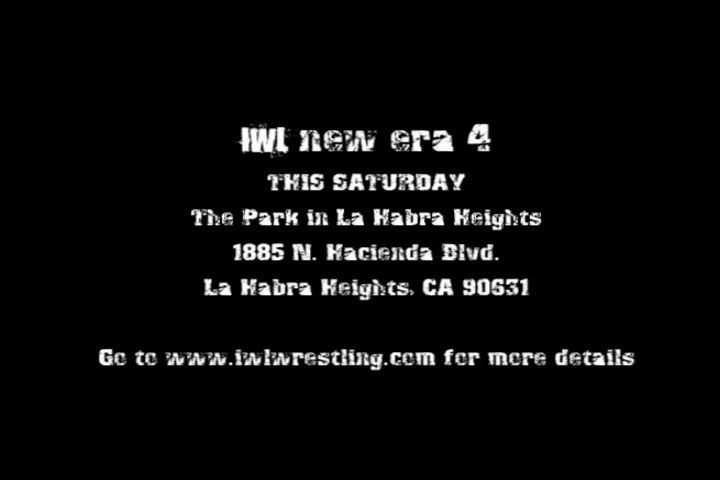 IWL new era 4
THIS SATURDAY
The Park in La Habra Heights
1885 N. Hacienda Blvd.
La Habra Heights, CA 90631
Go to www.iwlwrestling.com for more details